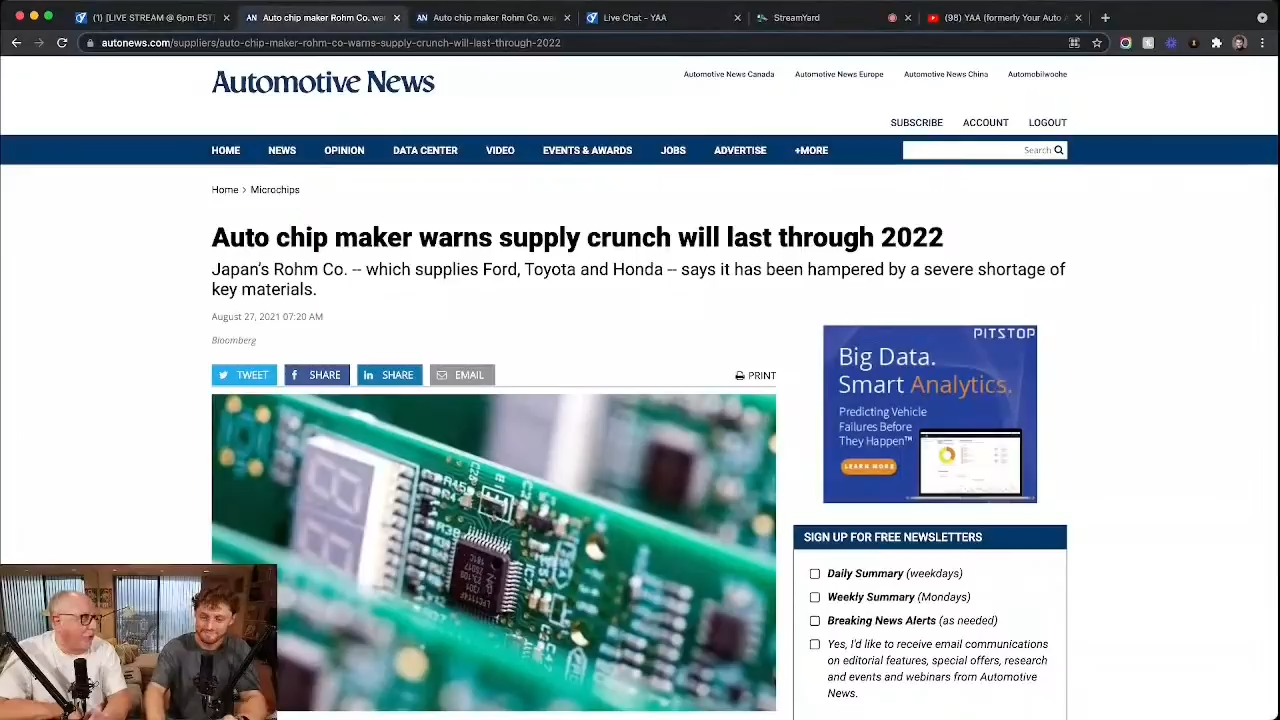 (1) [LIVE STREAM @ 6pm EST]
Auto chip maker Rohm Co. wa
Auto chip maker Rohm Co. wa
Live Chat - YAA
StreamYard
(98) YAA (formerly Your Auto
autonews.com/suppliers/auto-chip-maker-rohm-co-warns-supply-crunch-will-last-through-2022
Automotive News
Automotive News Canada
Automotive News Europe
Automotive News China
Automobilwoche
SUBSCRIBE
ACCOUNT
LOGOUT
HOME
NEWS
OPINION
DATA CENTER
VIDEO
EVENTS & AWARDS
JOBS
ADVERTISE
+MORE
Search
Home > Microchips
Auto chip maker warns supply crunch will last through 2022
Japan's Rohm Co. -- which supplies Ford, Toyota and Honda -- says it has been hampered by a severe shortage of
key materials.
August 27, 2021 07:20 AM
Bloomberg
TWEET
SHARE
SHARE
EMAIL
PRINT
PITSTOP
Big Data.
Smart Analytics.
Predicting Vehicle
Failures Before
They Happen™
LEARN MORE
SIGN UP FOR FREE NEWSLETTERS
Daily Summary (weekdays)
Weekly Summary (Mondays)
Breaking News Alerts (as needed)
Yes, I'd like to receive email communications
on editorial features, special offers, research
and events and webinars from Automotive
News.